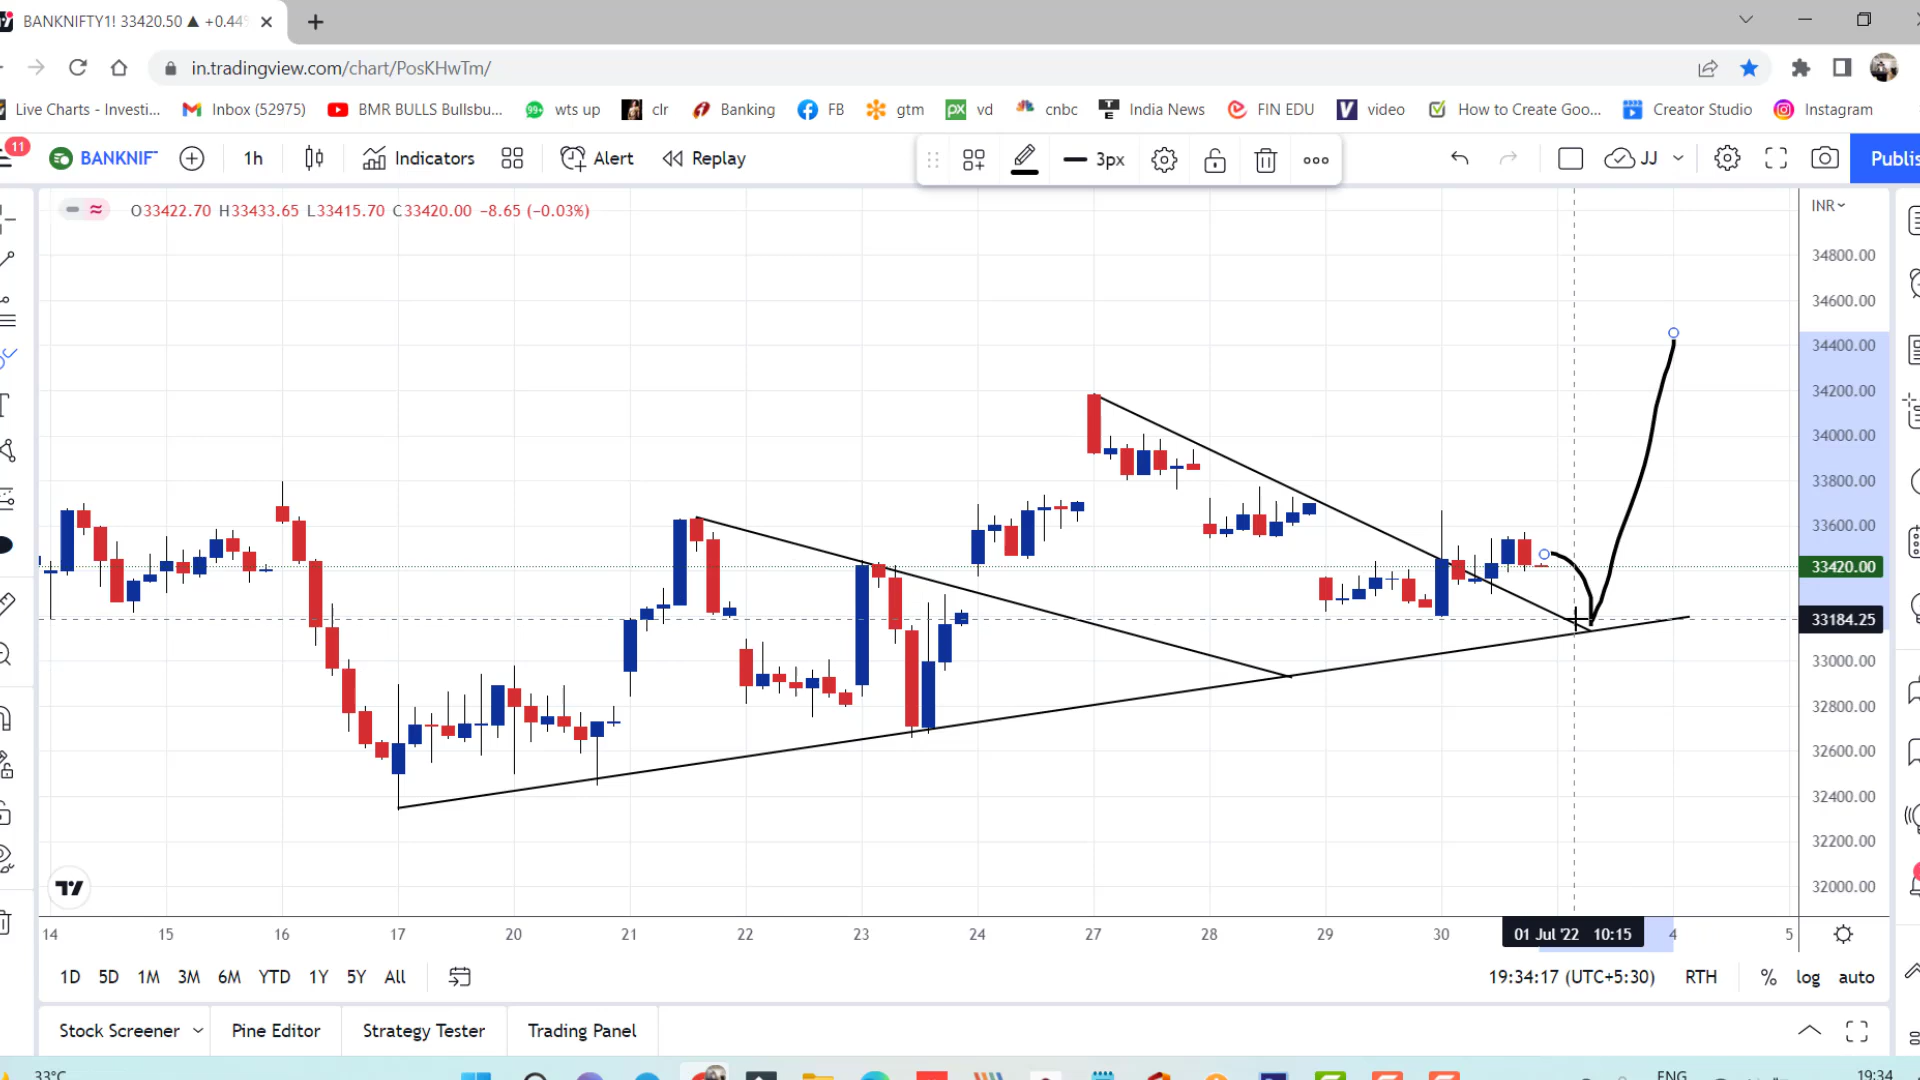 BANKNIFTY1! 33420.50 ▲ +0.44%
in.tradingview.com/chart/PosKHwTm/
Live Charts - Investi... Inbox (52975) BMR BULLS Bullsbu... 99+ wts up clr Banking FB gtm PX vd cnbc India News FIN EDU video How to Create Goo... Creator Studio Instagram
11 BANKNIF 1h Indicators Alert Replay 3px JJ Publis
O33422.70 H33433.65 L33415.70 C33420.00 −8.65 (−0.03%)
INR
34800.00
34600.00
34400.00
34200.00
34000.00
33800.00
33600.00
33420.00
33184.25
33000.00
32800.00
32600.00
32400.00
32200.00
32000.00
14 15 16 17 20 21 22 23 24 27 28 29 30 01 Jul '22 10:15 4 5
1D 5D 1M 3M 6M YTD 1Y 5Y All 19:34:17 (UTC+5:30) RTH % log auto
Stock Screener Pine Editor Strategy Tester Trading Panel
33°C ENG 19:34